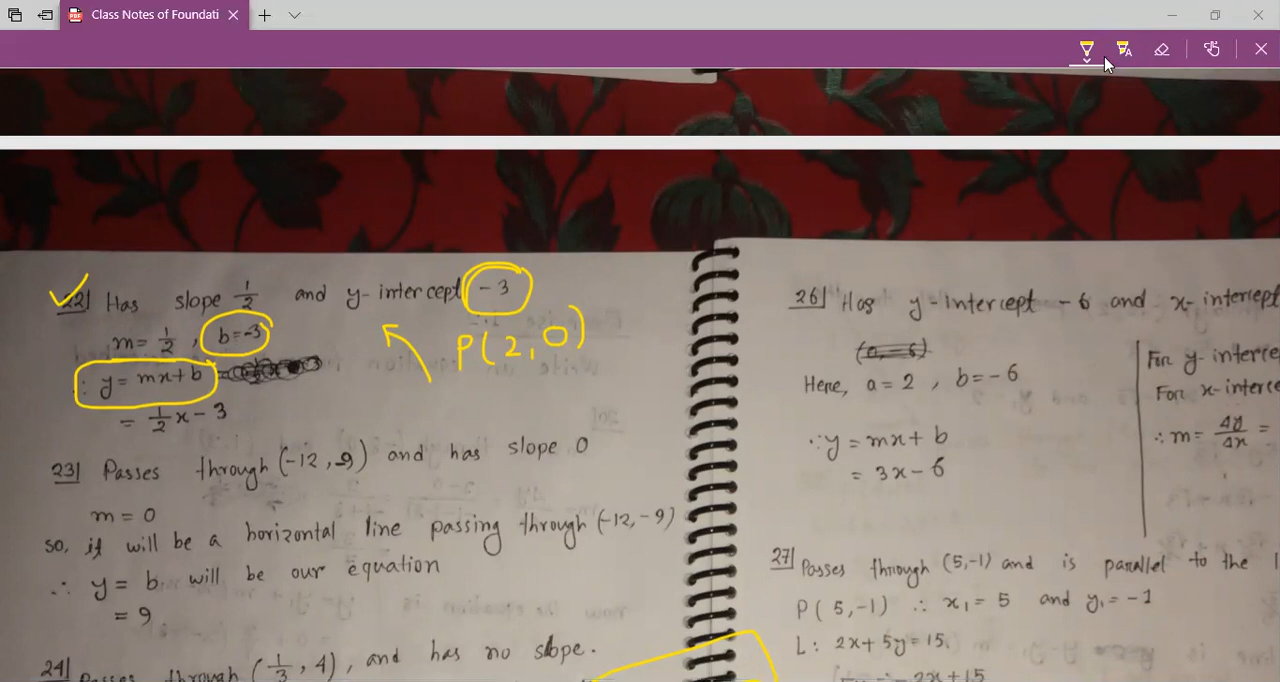 Class Notes of Foundati
22| Has slope 1/2 and y-intercept -3
m = 1/2 , b = -3
P(2,0)
∴ y = mx + b
= 1/2 x - 3
23| Passes through (-12, 9) and has slope 0
m = 0
so, it will be a horizontal line passing through (-12, -9)
∴ y = b will be our equation
= 9
24| Passes through (1/3, 4), and has no slope.
26| Has y-intercept -6 and x-intercept
Here, a = 2 , b = -6
∴ y = mx + b
= 3x - 6
For y-interce
For x-interce
∴ m = Δy/Δx =
27| Passes through (5,-1) and is parallel to the l
P(5,-1) ∴ x₁ = 5 and y₁ = -1
L: 2x + 5y = 15,
-2x + 15